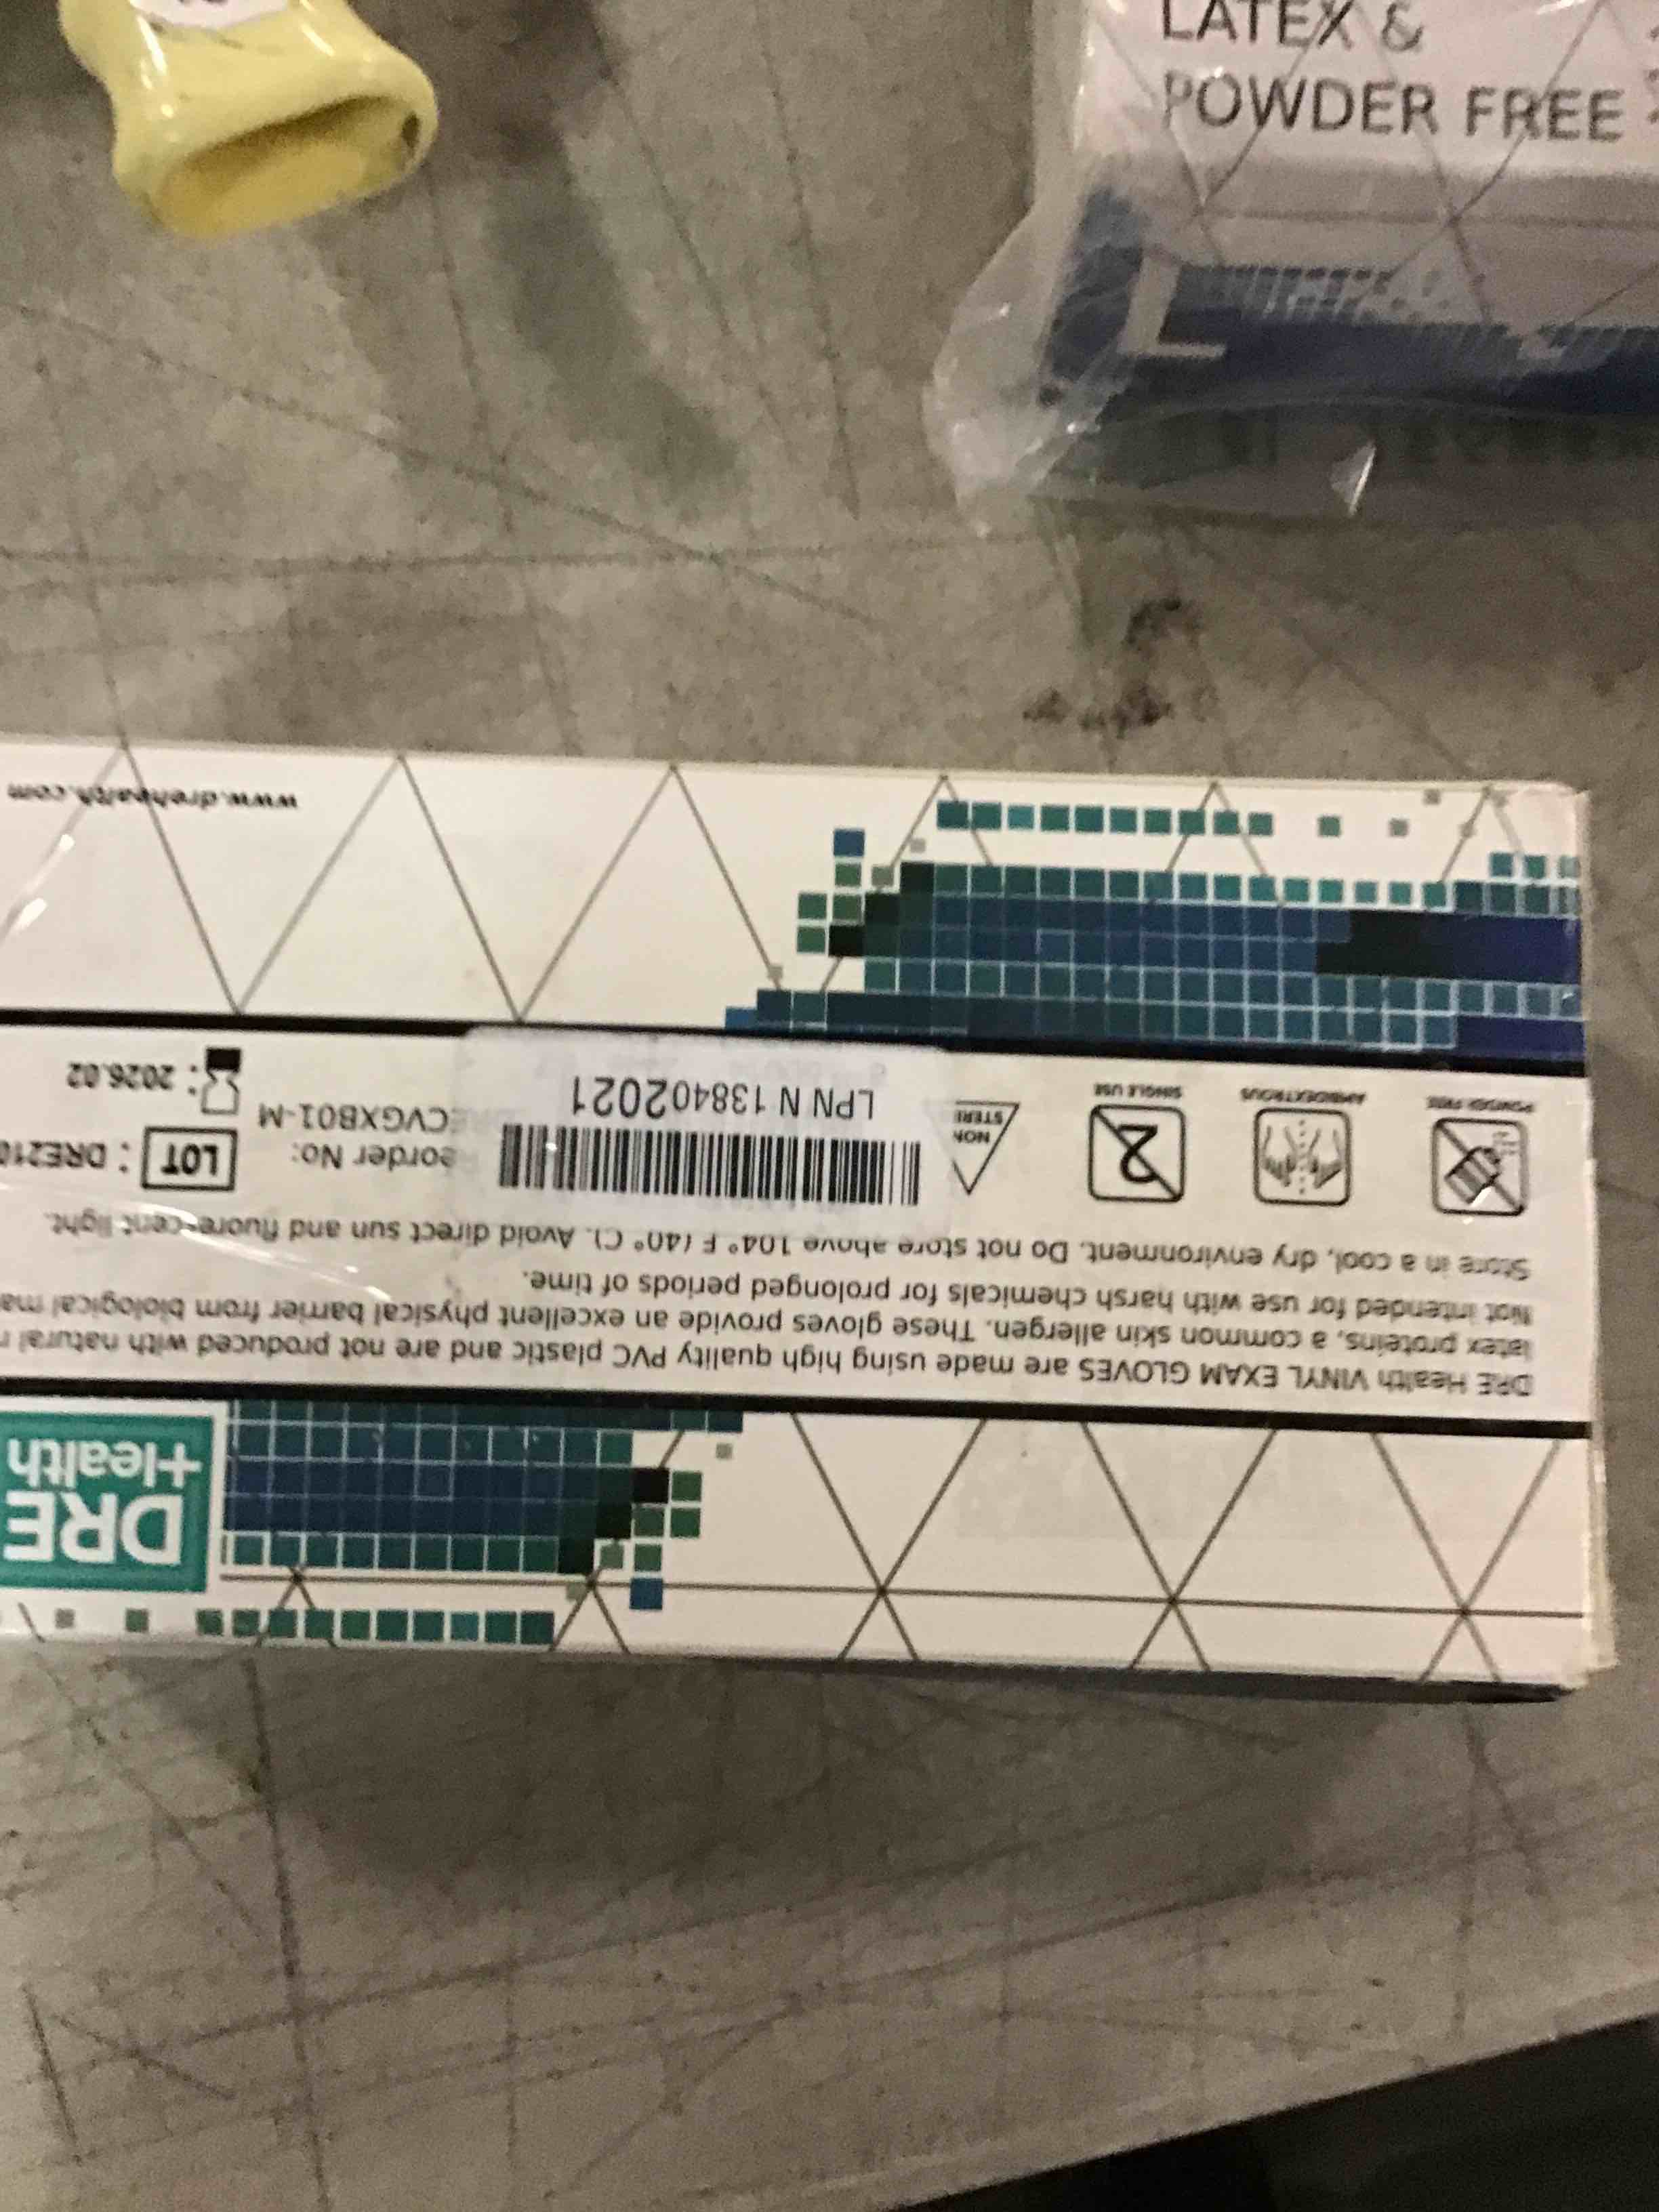 LATEX &
POWDER FREE
L
DRE
Health
DRE Health VINYL EXAM GLOVES are made using high quality PVC plastic and are not produced with natural
latex proteins, a common skin allergen. These gloves provide an excellent physical barrier from biological
Not intended for use with harsh chemicals for prolonged periods of time.
Store in a cool, dry environment. Do not store above 104° F (40° C). Avoid direct sun and fluorescent light.
POWDER FREE
AMBIDEXTROUS
SINGLE USE
NON
STERI
LPN N 138402021
eorder No:
CVGXB01-M
LOT : DRE210
: 2026.02
www.drehealth.com